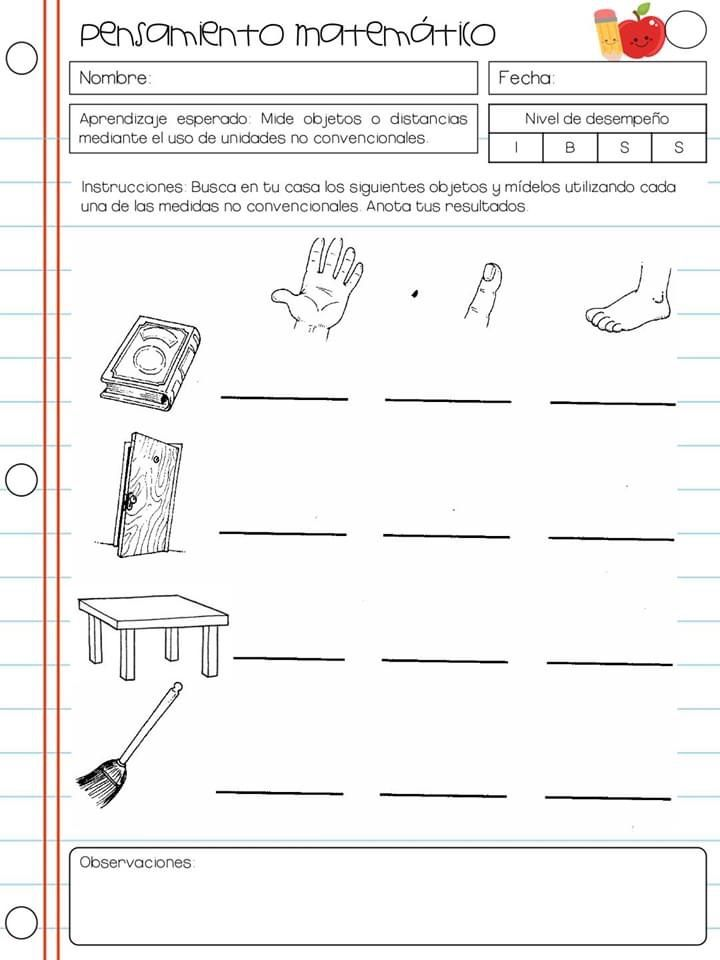 Pensamiento matemático
Nombre:
Fecha:
Aprendizaje esperado: Mide objetos o distancias
mediante el uso de unidades no convencionales.
Nivel de desempeño
I B S S
Instrucciones: Busca en tu casa los siguientes objetos y mídelos utilizando cada
una de las medidas no convencionales. Anota tus resultados.
Observaciones: